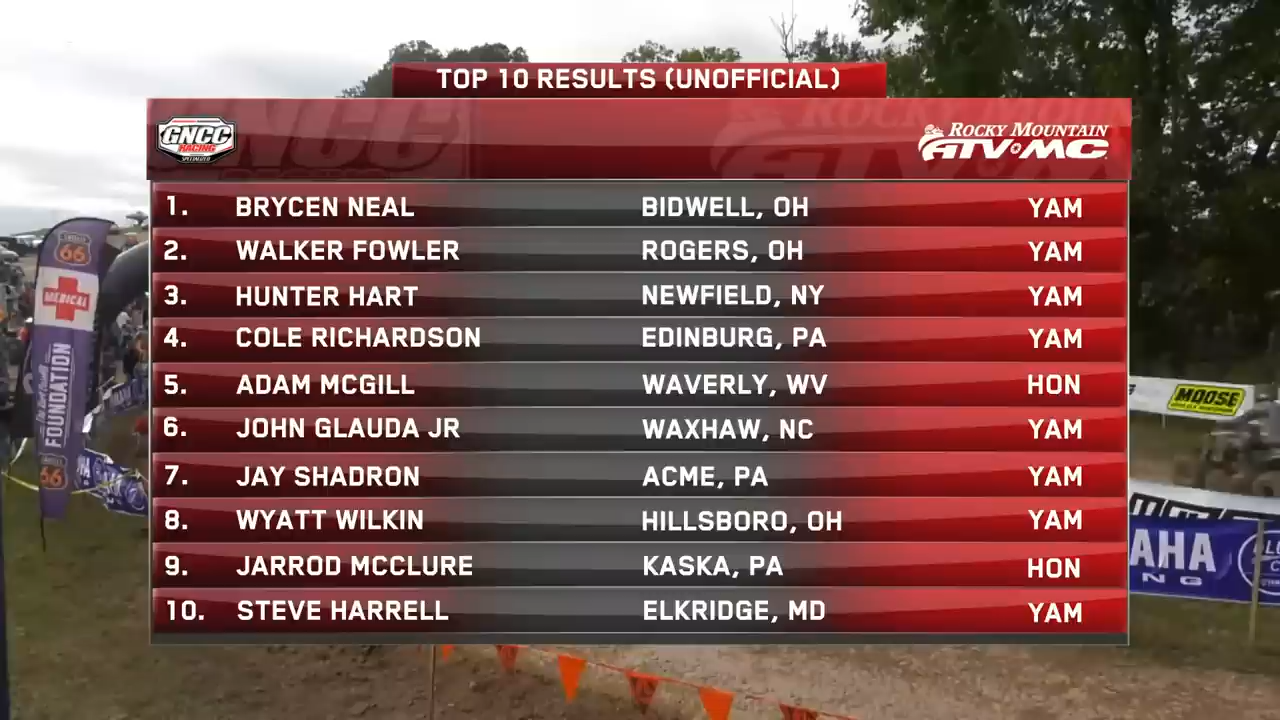 TOP 10 RESULTS (UNOFFICIAL)
GNCC
RACING
SPECIALIZED
ROCKY MOUNTAIN
ATV MC
1. BRYCEN NEAL BIDWELL, OH YAM
2. WALKER FOWLER ROGERS, OH YAM
3. HUNTER HART NEWFIELD, NY YAM
4. COLE RICHARDSON EDINBURG, PA YAM
5. ADAM MCGILL WAVERLY, WV HON
6. JOHN GLAUDA JR WAXHAW, NC YAM
7. JAY SHADRON ACME, PA YAM
8. WYATT WILKIN HILLSBORO, OH YAM
9. JARROD MCCLURE KASKA, PA HON
10. STEVE HARRELL ELKRIDGE, MD YAM
66
MEDICAL
FOUNDATION
66
MOOSE
AHA
NG